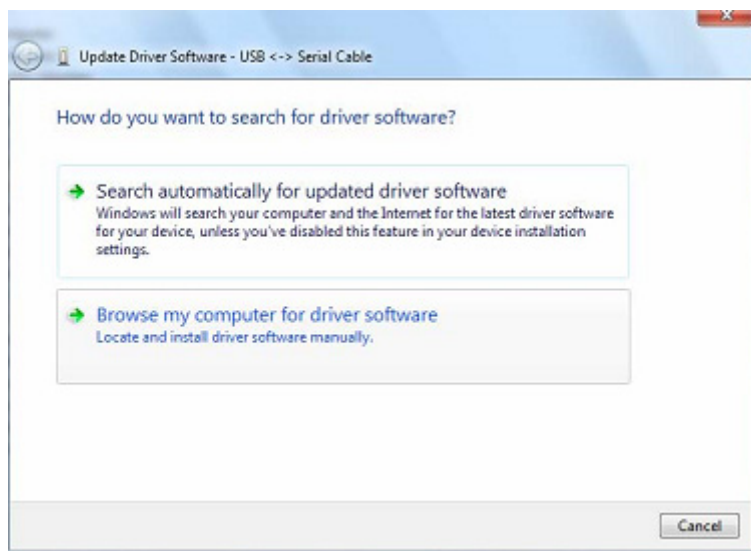 Update Driver Software - USB <-> Serial Cable
How do you want to search for driver software?
Search automatically for updated driver software
Windows will search your computer and the Internet for the latest driver software
for your device, unless you've disabled this feature in your device installation
settings.
Browse my computer for driver software
Locate and install driver software manually.
Cancel